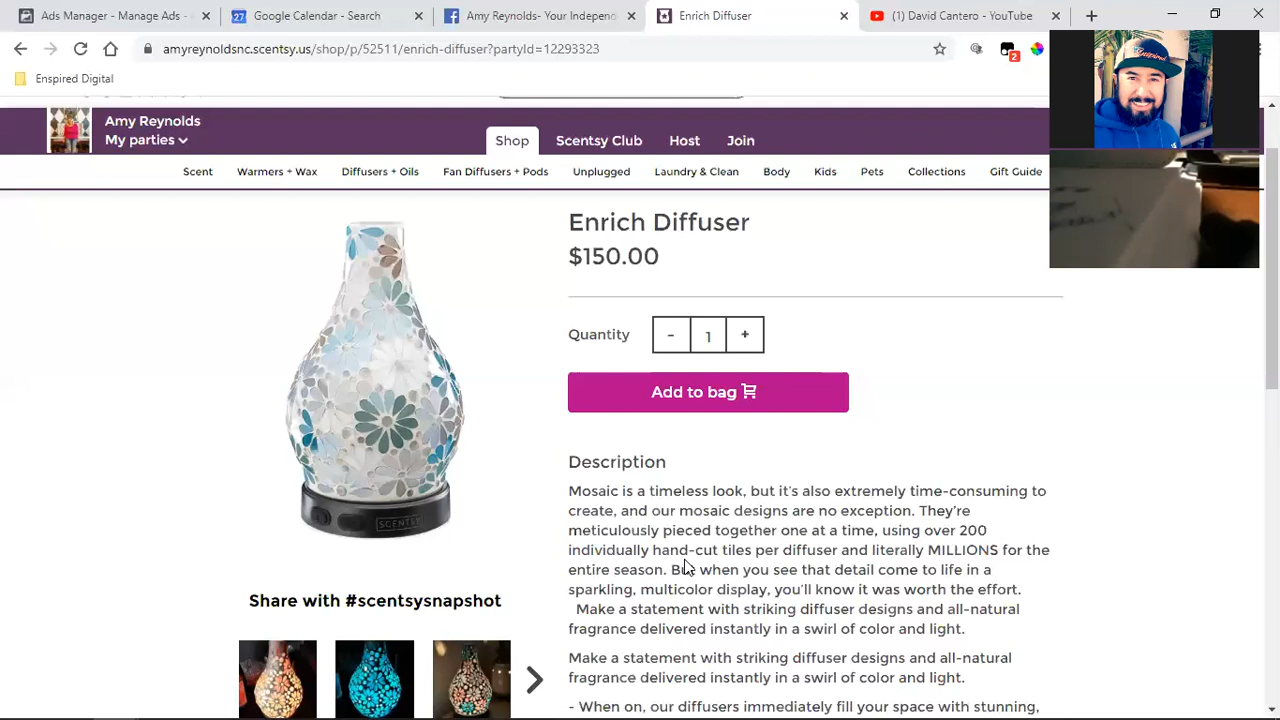 Ads Manager - Manage Ads -
Google Calendar - Search
Amy Reynolds- Your Independ
Enrich Diffuser
(1) David Cantero - YouTube
amyreynoldsnc.scentsy.us/shop/p/52511/enrich-diffuser?partyId=12293323
2
Enspired Digital
Amy Reynolds
My parties
Shop
Scentsy Club
Host
Join
Scent
Warmers + Wax
Diffusers + Oils
Fan Diffusers + Pods
Unplugged
Laundry & Clean
Body
Kids
Pets
Collections
Gift Guide
Enrich Diffuser
$150.00
Quantity
- 1 +
Add to bag
SCENTSY
Description
Mosaic is a timeless look, but it's also extremely time-consuming to
create, and our mosaic designs are no exception. They're
meticulously pieced together one at a time, using over 200
individually hand-cut tiles per diffuser and literally MILLIONS for the
entire season. But when you see that detail come to life in a
sparkling, multicolor display, you'll know it was worth the effort.
Make a statement with striking diffuser designs and all-natural
fragrance delivered instantly in a swirl of color and light.
Make a statement with striking diffuser designs and all-natural
fragrance delivered instantly in a swirl of color and light.
- When on, our diffusers immediately fill your space with stunning,
Share with #scentsysnapshot